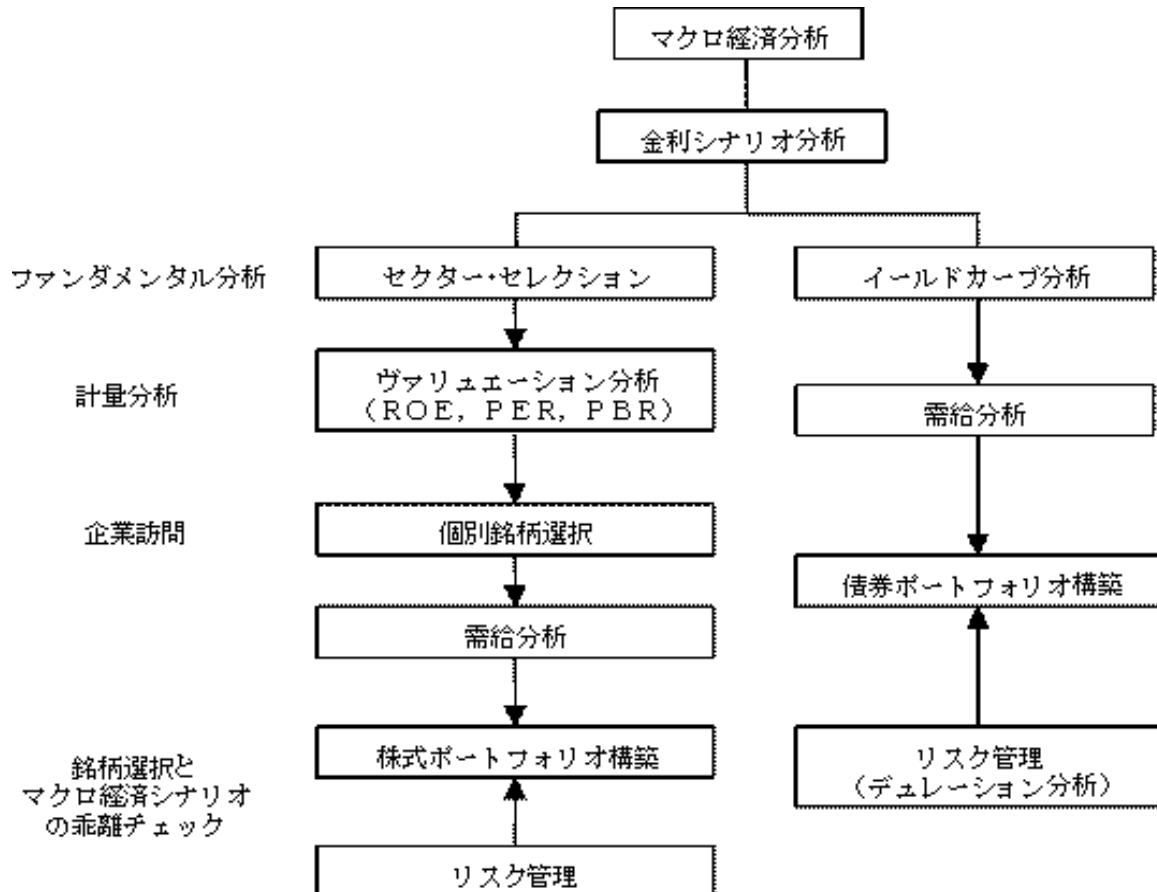 マクロ経済分析
金利シナリオ分析
ファンダメンタル分析
セクター・セレクション
イールドカーブ分析
計量分析
ヴァリュエーション分析
（ROE，PER，PBR）
需給分析
企業訪問
個別銘柄選択
債券ポートフォリオ構築
需給分析
銘柄選択と
マクロ経済シナリオ
の乖離チェック
株式ポートフォリオ構築
リスク管理
（デュレーション分析）
リスク管理